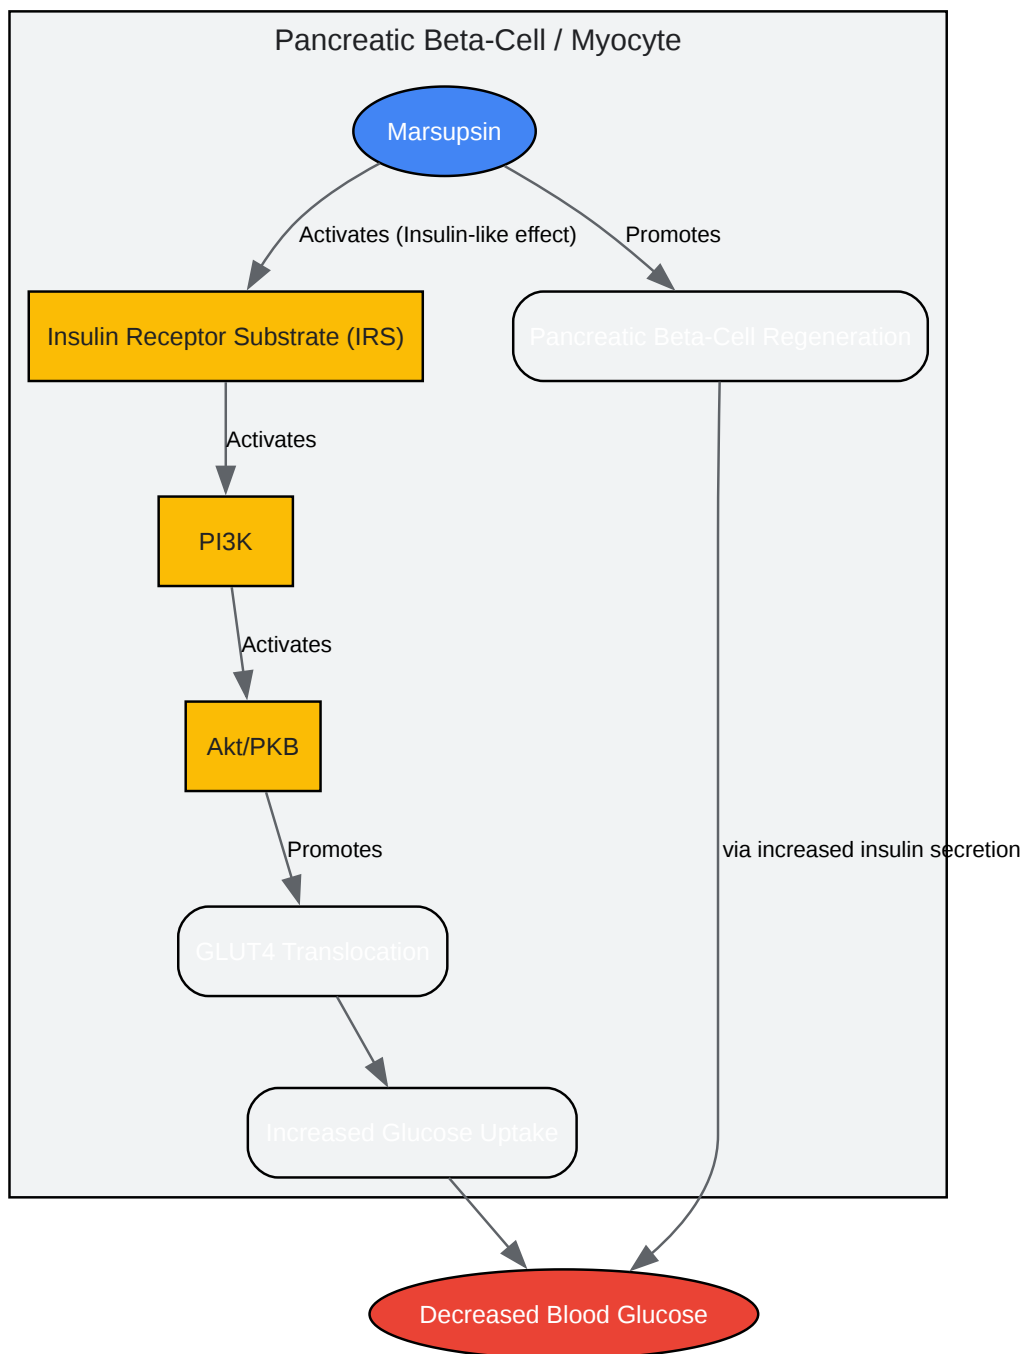 Pancreatic Beta-Cell / Myocyte
Marsupsin
Activates (Insulin-like effect)
Promotes
Insulin Receptor Substrate (IRS)
Pancreatic Beta-Cell Regeneration
Activates
PI3K
Activates
Akt/PKB
Promotes
via increased insulin secretion
GLUT4 Translocation
Increased Glucose Uptake
Decreased Blood Glucose